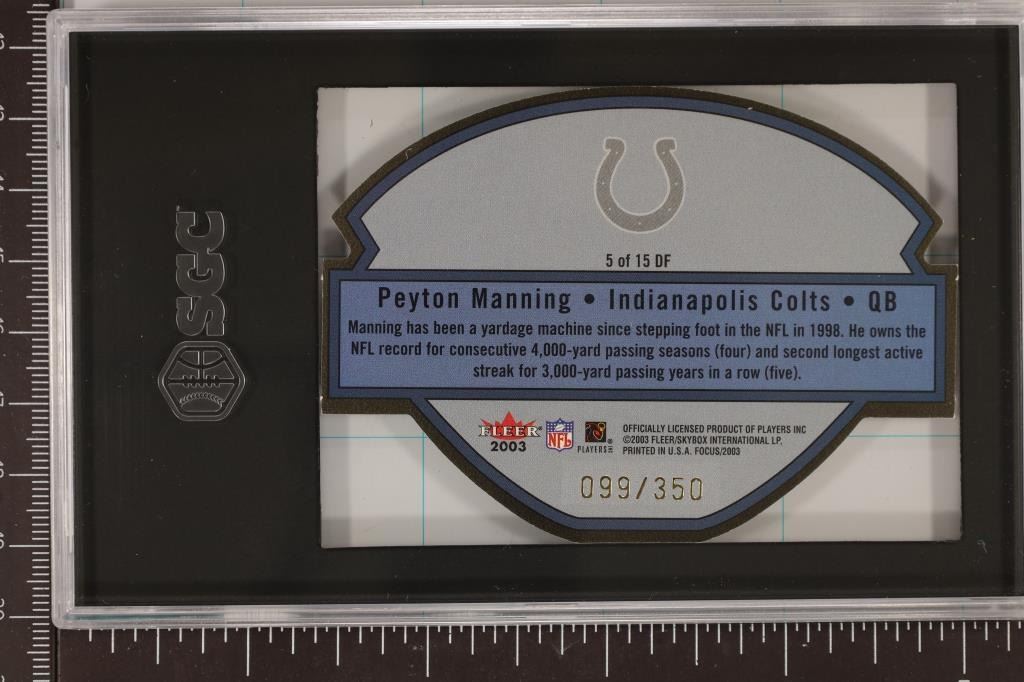 SGC
5 of 15 DF
Peyton Manning • Indianapolis Colts • QB
Manning has been a yardage machine since stepping foot in the NFL in 1998. He owns the
NFL record for consecutive 4,000-yard passing seasons (four) and second longest active
streak for 3,000-yard passing years in a row (five).
FLEER
2003
NFL
PLAYERS INC
OFFICIALLY LICENSED PRODUCT OF PLAYERS INC
©2003 FLEER/SKYBOX INTERNATIONAL LP.
PRINTED IN U.S.A. FOCUS/2003
099/350